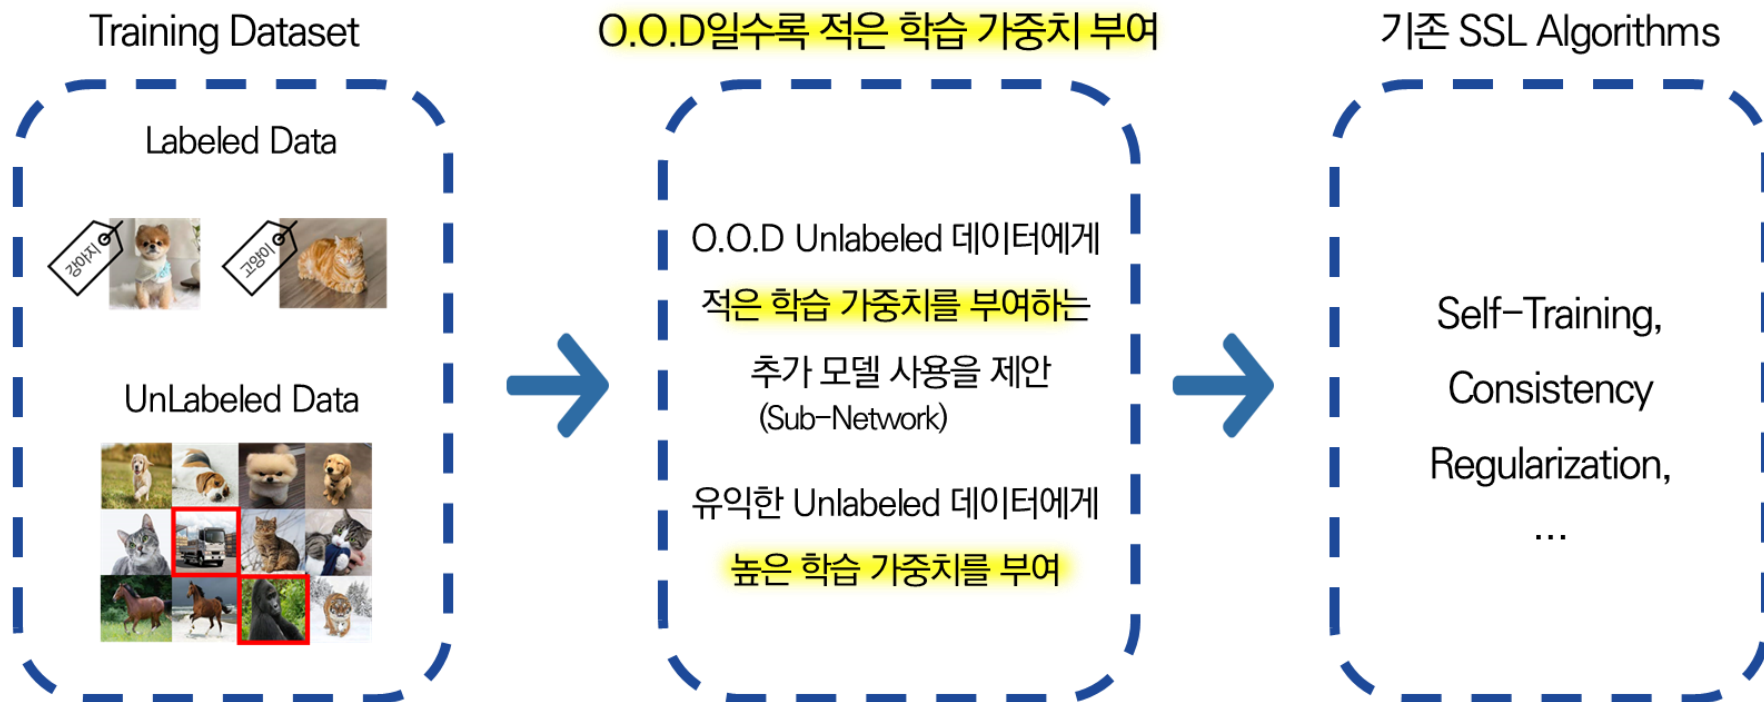 Training Dataset
Labeled Data
강아지
고양이
UnLabeled Data
O.O.D일수록 적은 학습 가중치 부여
O.O.D Unlabeled 데이터에게
적은 학습 가중치를 부여하는
추가 모델 사용을 제안
(Sub-Network)
유익한 Unlabeled 데이터에게
높은 학습 가중치를 부여
기존 SSL Algorithms
Self-Training,
Consistency
Regularization,
...